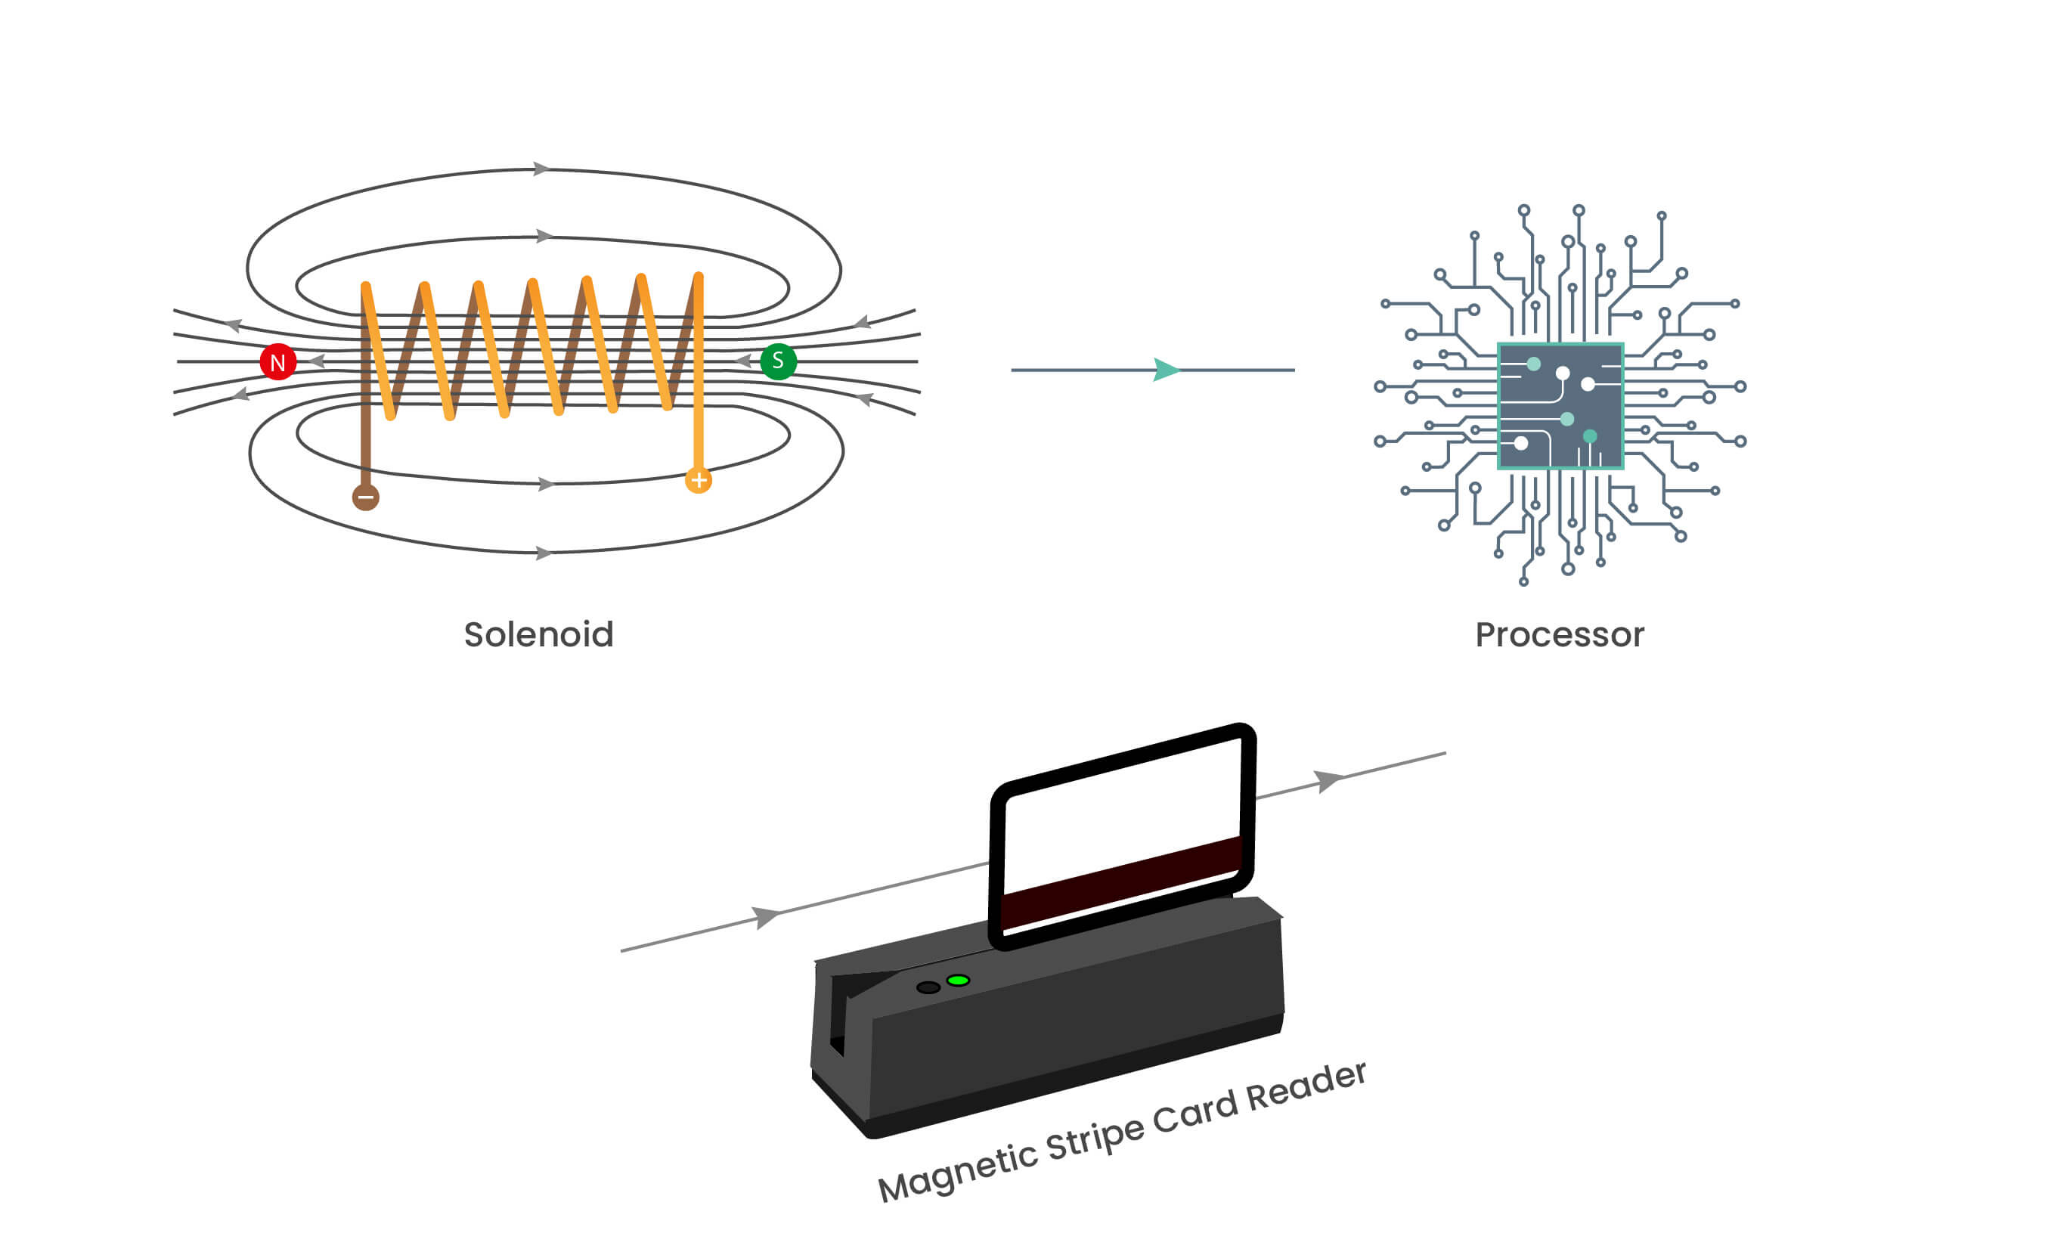 N
S
−
+
Solenoid
Processor
Magnetic Stripe Card Reader